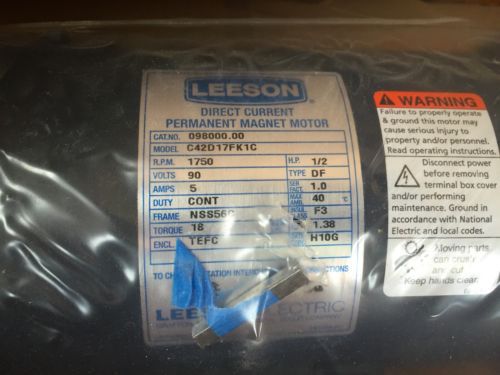 LEESON®
DIRECT CURRENT
PERMANENT MAGNET MOTOR
CAT.NO. 098000.00
MODEL C42D17FK1C
R.P.M. 1750 H.P. 1/2
VOLTS 90 TYPE DF
AMPS 5 SER FACT 1.0
DUTY CONT MAX AMB 40 °C
FRAME NSS56C INSUL CLASS F3
TORQUE 18 1.38
ENCL. TEFC H10G
TO CH ROTATION INTERCH
ELECTRIC
WARNING
Failure to properly operate
& ground this motor may
cause serious injury to
property and/or personnel.
Read operating instructions.
Disconnect power
before removing
terminal box cover
and/or performing
maintenance. Ground in
accordance with National
Electric and local codes.
Moving parts
can crush
and cut
Keep hands clear.